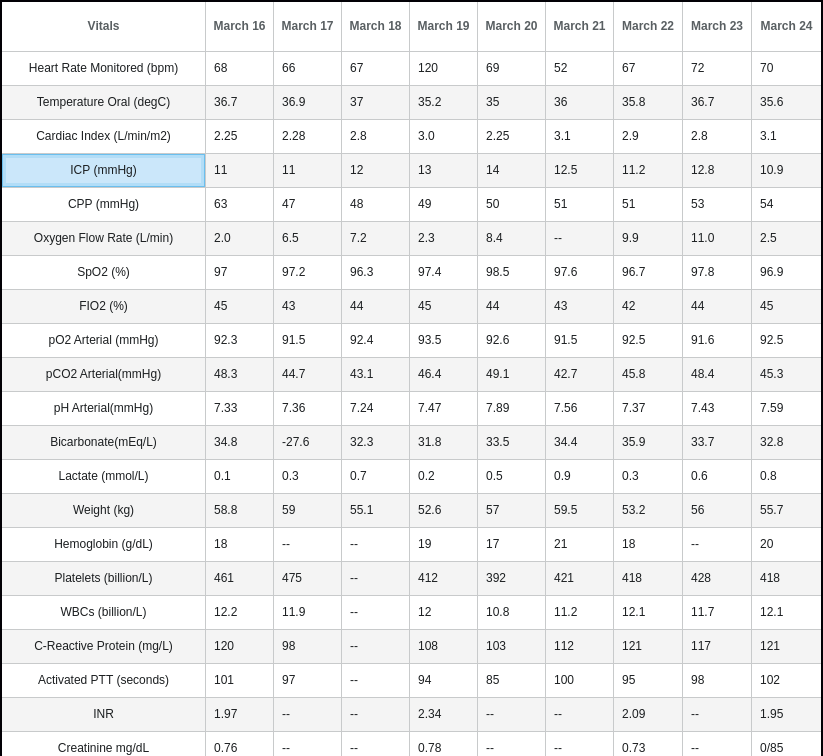 Vitals March 16 March 17 March 18 March 19 March 20 March 21 March 22 March 23 March 24
Heart Rate Monitored (bpm) 68 66 67 120 69 52 67 72 70
Temperature Oral (degC) 36.7 36.9 37 35.2 35 36 35.8 36.7 35.6
Cardiac Index (L/min/m2) 2.25 2.28 2.8 3.0 2.25 3.1 2.9 2.8 3.1
ICP (mmHg) 11 11 12 13 14 12.5 11.2 12.8 10.9
CPP (mmHg) 63 47 48 49 50 51 51 53 54
Oxygen Flow Rate (L/min) 2.0 6.5 7.2 2.3 8.4 -- 9.9 11.0 2.5
SpO2 (%) 97 97.2 96.3 97.4 98.5 97.6 96.7 97.8 96.9
FIO2 (%) 45 43 44 45 44 43 42 44 45
pO2 Arterial (mmHg) 92.3 91.5 92.4 93.5 92.6 91.5 92.5 91.6 92.5
pCO2 Arterial(mmHg) 48.3 44.7 43.1 46.4 49.1 42.7 45.8 48.4 45.3
pH Arterial(mmHg) 7.33 7.36 7.24 7.47 7.89 7.56 7.37 7.43 7.59
Bicarbonate(mEq/L) 34.8 -27.6 32.3 31.8 33.5 34.4 35.9 33.7 32.8
Lactate (mmol/L) 0.1 0.3 0.7 0.2 0.5 0.9 0.3 0.6 0.8
Weight (kg) 58.8 59 55.1 52.6 57 59.5 53.2 56 55.7
Hemoglobin (g/dL) 18 -- -- 19 17 21 18 -- 20
Platelets (billion/L) 461 475 -- 412 392 421 418 428 418
WBCs (billion/L) 12.2 11.9 -- 12 10.8 11.2 12.1 11.7 12.1
C-Reactive Protein (mg/L) 120 98 -- 108 103 112 121 117 121
Activated PTT (seconds) 101 97 -- 94 85 100 95 98 102
INR 1.97 -- -- 2.34 -- -- 2.09 -- 1.95
Creatinine mg/dL 0.76 -- -- 0.78 -- -- 0.73 -- 0/85